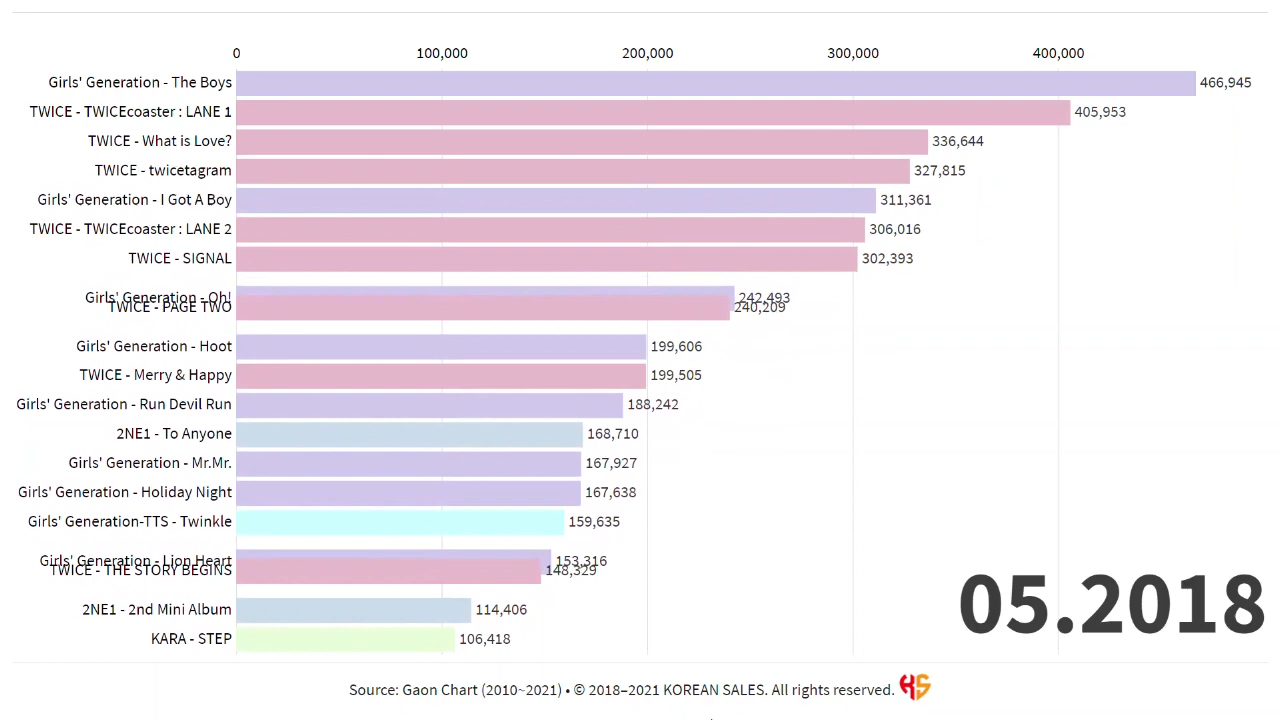 0 100,000 200,000 300,000 400,000
Girls' Generation - The Boys 466,945
TWICE - TWICEcoaster : LANE 1 405,953
TWICE - What is Love? 336,644
TWICE - twicetagram 327,815
Girls' Generation - I Got A Boy 311,361
TWICE - TWICEcoaster : LANE 2 306,016
TWICE - SIGNAL 302,393
Girls' Generation - Oh! 242,493
TWICE - PAGE TWO 240,209
Girls' Generation - Hoot 199,606
TWICE - Merry & Happy 199,505
Girls' Generation - Run Devil Run 188,242
2NE1 - To Anyone 168,710
Girls' Generation - Mr.Mr. 167,927
Girls' Generation - Holiday Night 167,638
Girls' Generation-TTS - Twinkle 159,635
Girls' Generation - Lion Heart 153,316
TWICE - THE STORY BEGINS 148,329
2NE1 - 2nd Mini Album 114,406
KARA - STEP 106,418
05.2018
Source: Gaon Chart (2010~2021) • © 2018–2021 KOREAN SALES. All rights reserved. KS